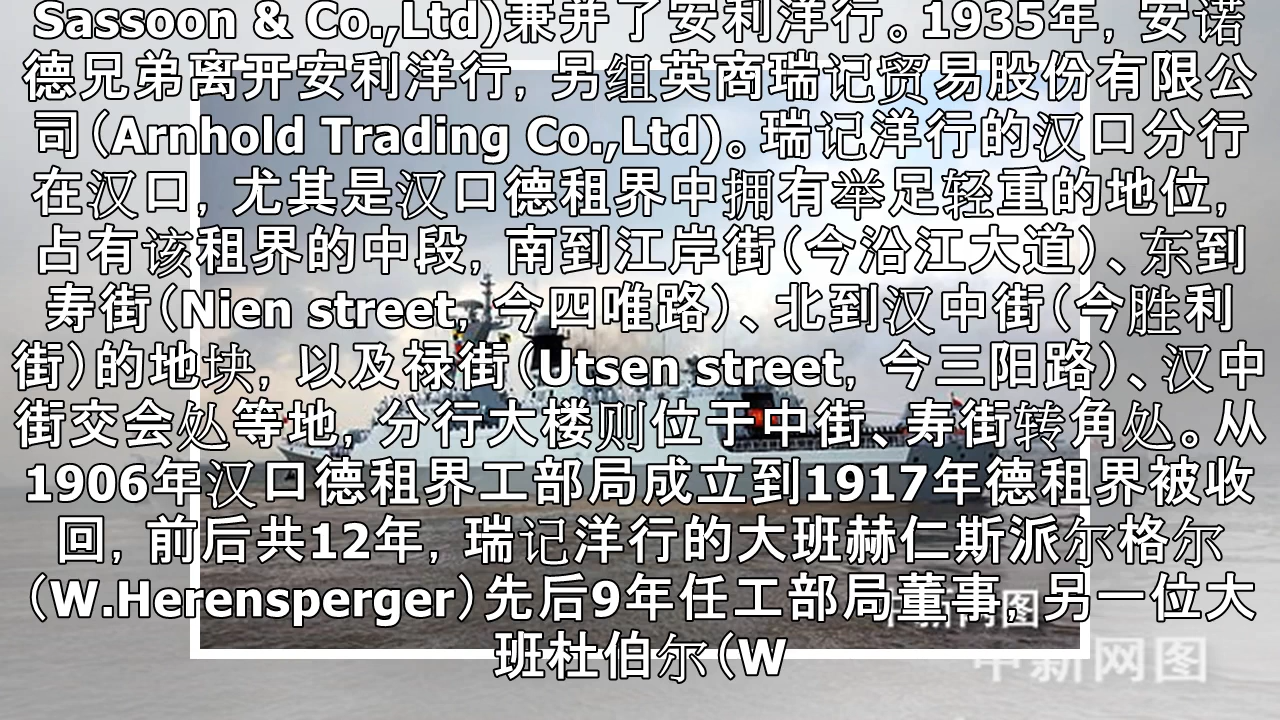 Sassoon & Co.,Ltd)兼并了安利洋行。1935年，安诺
德兄弟离开安利洋行，另组英商瑞记贸易股份有限公
司（Arnhold Trading Co.,Ltd）。瑞记洋行的汉口分行
在汉口，尤其是汉口德租界中拥有举足轻重的地位，
占有该租界的中段，南到江岸街（今沿江大道）、东到
寿街（Nien street，今四唯路）、北到汉中街（今胜利
街）的地块，以及禄街（Utsen street，今三阳路）、汉中
街交会处等地，分行大楼则位于中街、寿街转角处。从
1906年汉口德租界工部局成立到1917年德租界被收
回，前后共12年，瑞记洋行的大班赫仁斯派尔格尔
（W.Herensperger）先后9年任工部局董事，另一位大
班杜伯尔（W
中新网图
中新网图